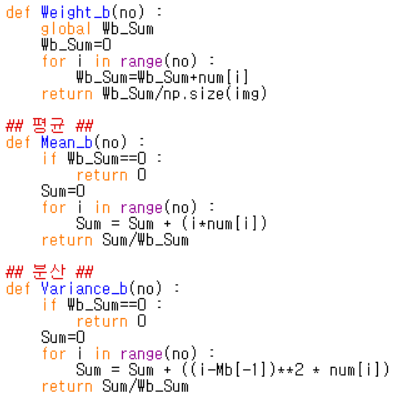 def Weight_b(no) :
    global Wb_Sum
    Wb_Sum=0
    for i in range(no) :
        Wb_Sum=Wb_Sum+num[i]
    return Wb_Sum/np.size(img)
## 평균 ##
def Mean_b(no) :
    if Wb_Sum==0 :
        return 0
    Sum=0
    for i in range(no) :
        Sum = Sum + (i*num[i])
    return Sum/Wb_Sum
## 분산 ##
def Variance_b(no) :
    if Wb_Sum==0 :
        return 0
    Sum=0
    for i in range(no) :
        Sum = Sum + ((i-Mb[-1])**2 * num[i])
    return Sum/Wb_Sum